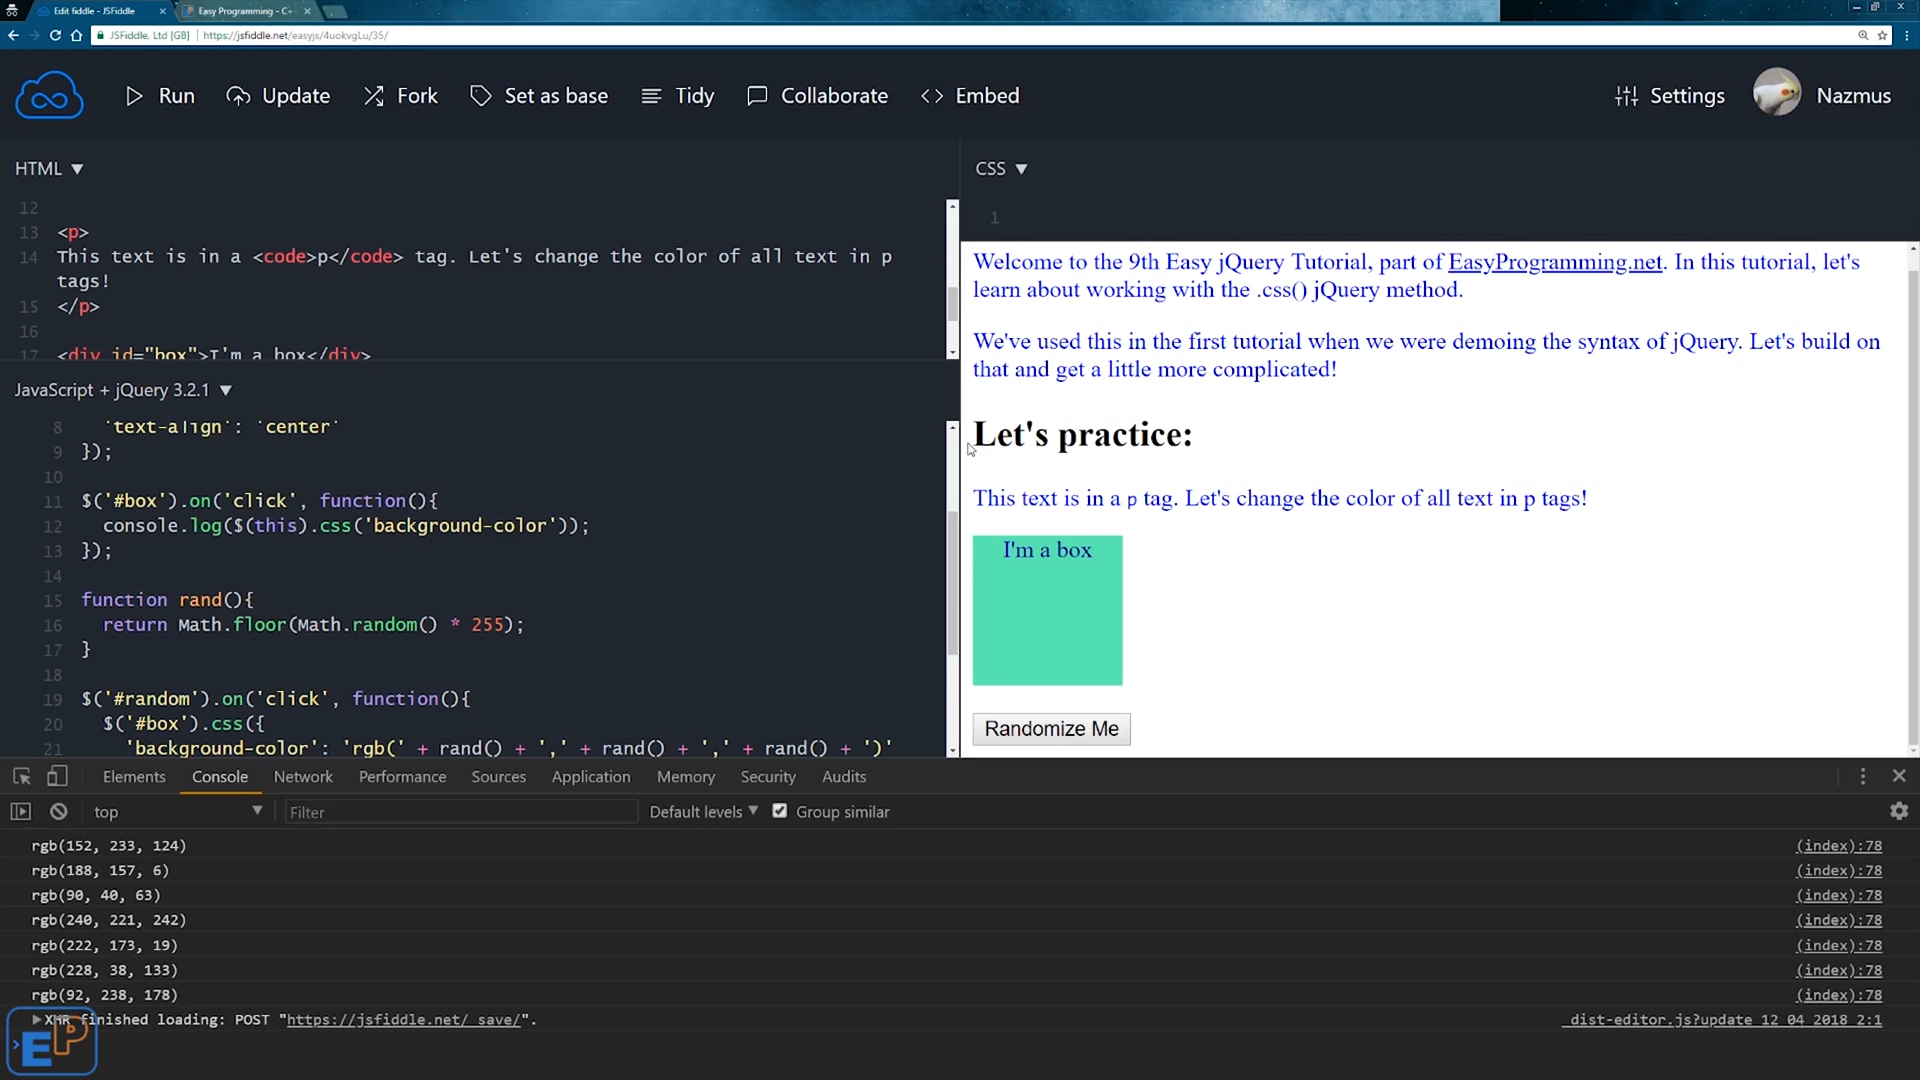 Edit fiddle - JSFiddle
Easy Programming - C+
JSFiddle, Ltd [GB]
https://jsfiddle.net/easyjs/4uokvgLu/35/
Run
Update
Fork
Set as base
Tidy
Collaborate
Embed
Settings
Nazmus
HTML
12
13 <p>
14 This text is in a <code>p</code> tag. Let's change the color of all text in p
tags!
15 </p>
16
17 <div id="box">I'm a box</div>
CSS
1
JavaScript + jQuery 3.2.1
8 'text-align': 'center'
9 });
10
11 $('#box').on('click', function(){
12 console.log($(this).css('background-color'));
13 });
14
15 function rand(){
16 return Math.floor(Math.random() * 255);
17 }
18
19 $('#random').on('click', function(){
20 $('#box').css({
21 'background-color': 'rgb(' + rand() + ',' + rand() + ',' + rand() + ')'
Welcome to the 9th Easy jQuery Tutorial, part of EasyProgramming.net. In this tutorial, let's
learn about working with the .css() jQuery method.
We've used this in the first tutorial when we were demoing the syntax of jQuery. Let's build on
that and get a little more complicated!
Let's practice:
This text is in a p tag. Let's change the color of all text in p tags!
I'm a box
Randomize Me
Elements Console Network Performance Sources Application Memory Security Audits
top
Filter
Default levels
Group similar
rgb(152, 233, 124) (index):78
rgb(188, 157, 6) (index):78
rgb(90, 40, 63) (index):78
rgb(240, 221, 242) (index):78
rgb(222, 173, 19) (index):78
rgb(228, 38, 133) (index):78
rgb(92, 238, 178) (index):78
XHR finished loading: POST "https://jsfiddle.net/_save/". _dist-editor.js?update_12_04_2018_2:1
EP